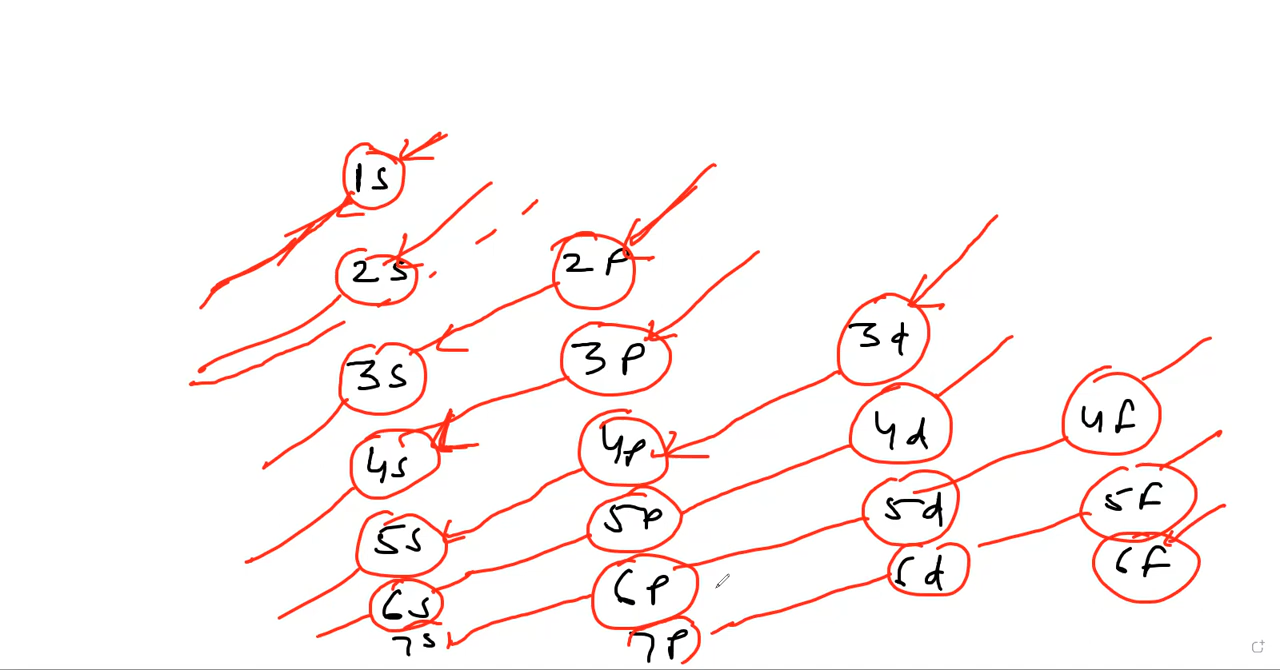 1s
2s 2p
3s 3p 3d
4s 4p 4d 4f
5s 5p 5d 5f
6s 6p 6d 6f
7s 7p